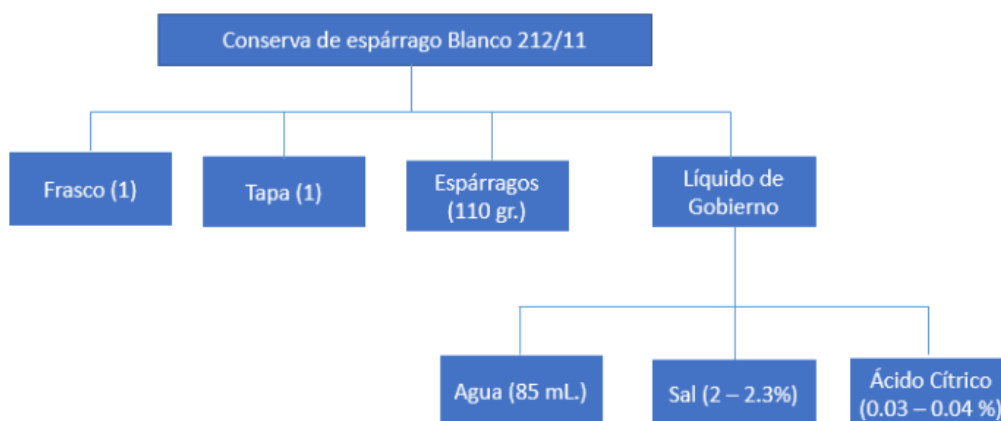 Conserva de espárrago Blanco 212/11
Frasco (1)
Tapa (1)
Espárragos
(110 gr.)
Líquido de
Gobierno
Agua (85 mL.)
Sal (2 – 2.3%)
Ácido Cítrico
(0.03 – 0.04 %)